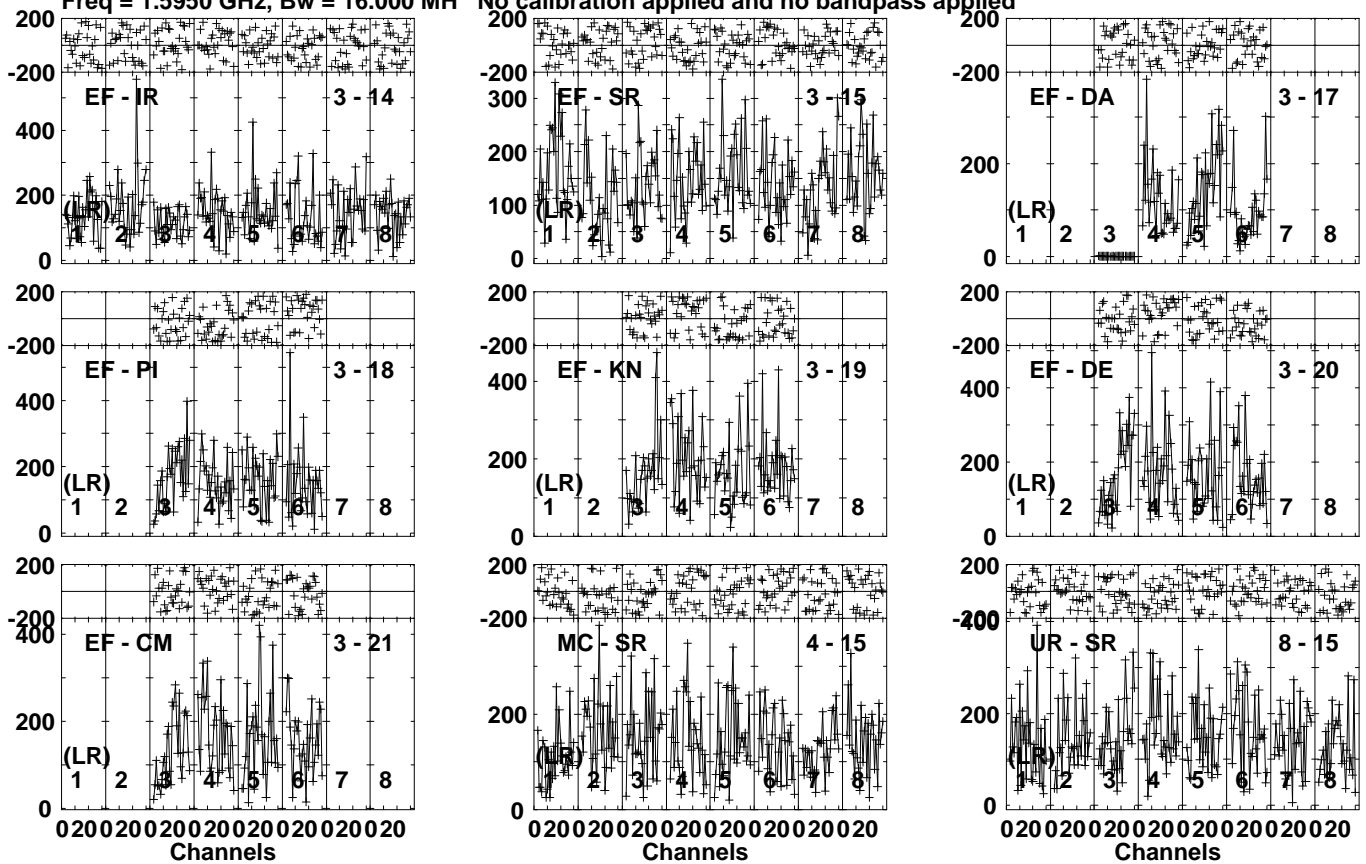 Freq = 1.5950 GHz, Bw = 16.000 MH No calibration applied and no bandpass applied
200
-200
EF - IR 3 - 14
400
200
0
(LR)
1 2 3 4 5 6 7 8
200
-200
EF - SR 3 - 15
300
200
100
0
(LR)
1 2 3 4 5 6 7 8
200
-200
EF - DA 3 - 17
200
0
(LR)
1 2 3 4 5 6 7 8
200
-200
EF - PI 3 - 18
400
200
0
(LR)
1 2 3 4 5 6 7 8
200
-200
EF - KN 3 - 19
400
200
0
(LR)
1 2 3 4 5 6 7 8
200
-200
EF - DE 3 - 20
400
200
0
(LR)
1 2 3 4 5 6 7 8
200
-200
EF - CM 3 - 21
400
200
0
(LR)
1 2 3 4 5 6 7 8
0 20 0 20 0 20 0 20 0 20 0 20 0 20 0 20
Channels
200
-200
MC - SR 4 - 15
200
0
(LR)
1 2 3 4 5 6 7 8
0 20 0 20 0 20 0 20 0 20 0 20 0 20 0 20
Channels
200
-200
UR - SR 8 - 15
400
200
0
(LR)
1 2 3 4 5 6 7 8
0 20 0 20 0 20 0 20 0 20 0 20 0 20 0 20
Channels